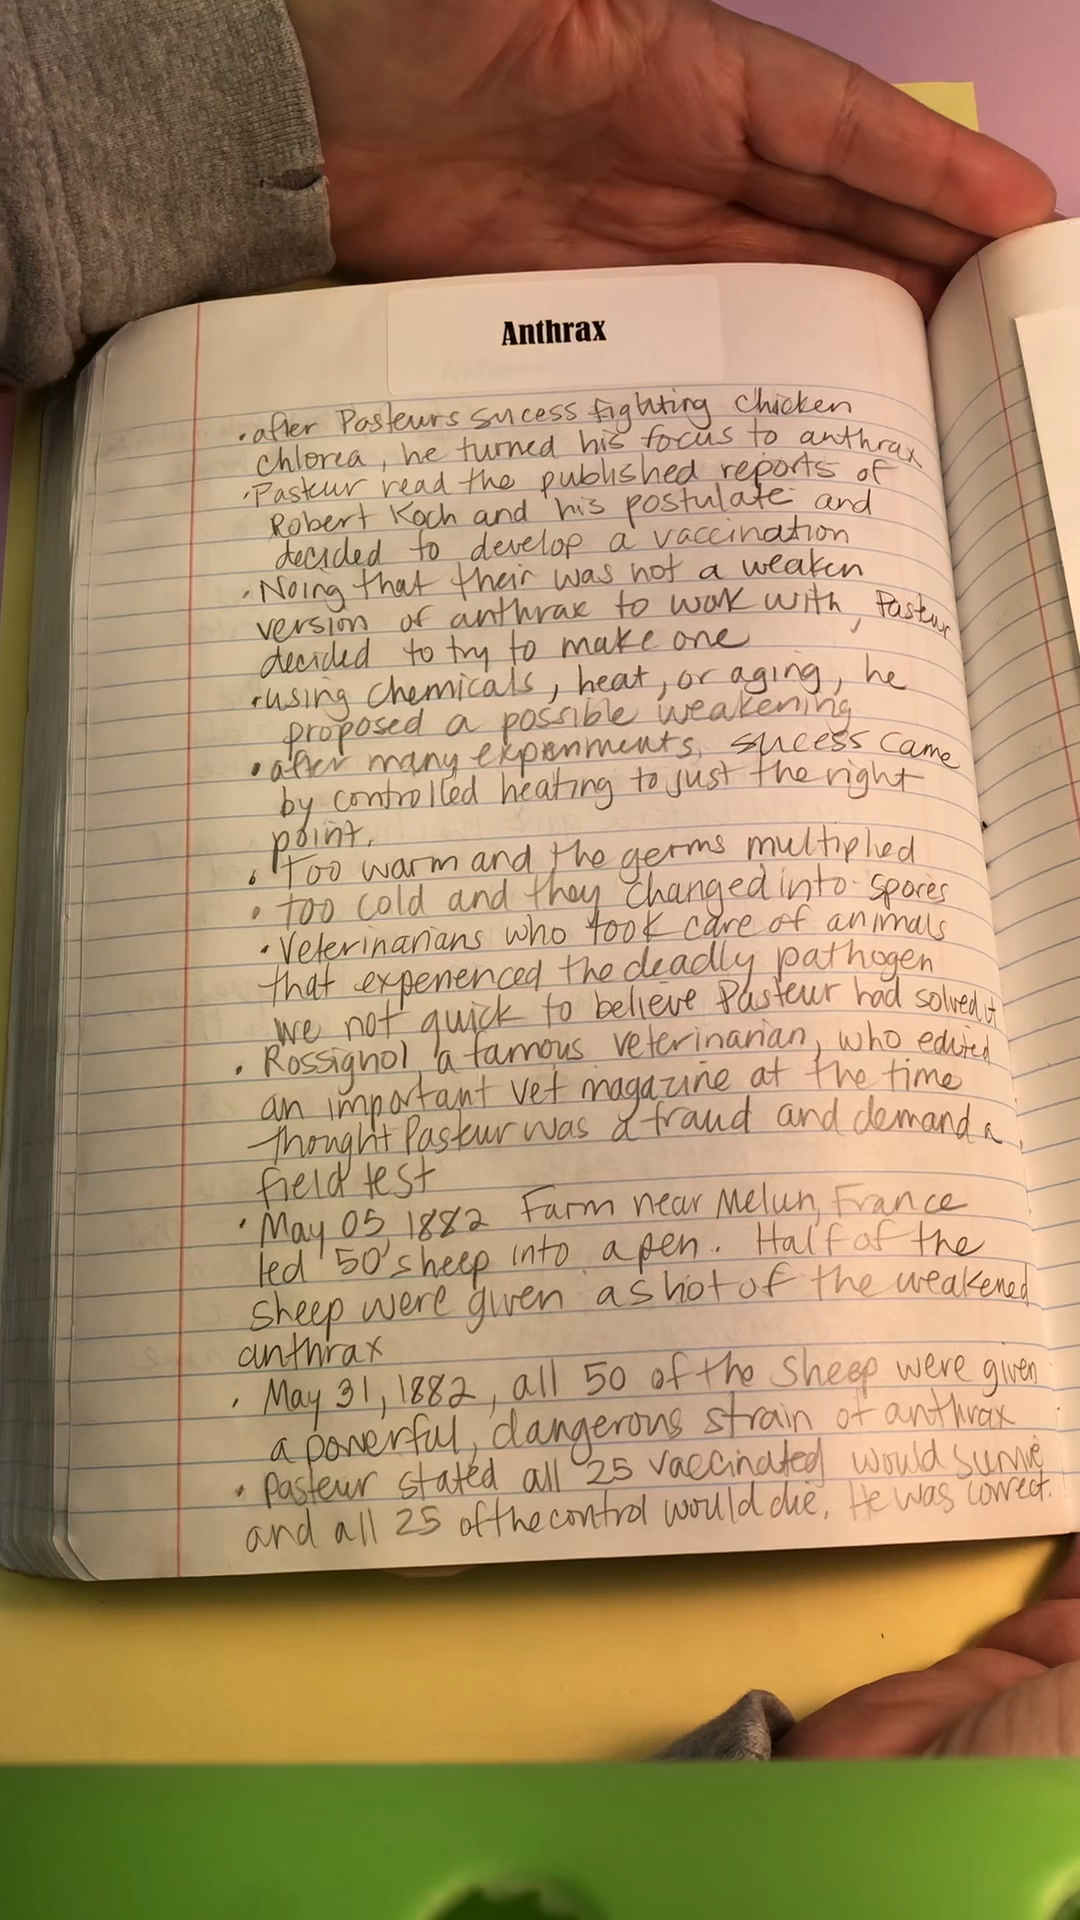 Anthrax
• after Pasteurs sucess fighting chicken
chlorea, he turned his focus to anthrax
• Pasteur read the published reports of
Robert Koch and his postulate and
decided to develop a vaccination
• Noing that their was not a weaken
version of anthrax to work with, Pasteur
decided to try to make one
• using chemicals, heat, or aging, he
proposed a possible weakening
• after many experiments, sucess came
by controlled heating to just the right
point.
• Too warm and the germs multiplied
• too cold and they changed into spores
• Veterinarians who took care of animals
that experienced the deadly pathogen
we not quick to believe Pasteur had solved it
• Rossignol, a famous veterinarian, who edited
an important vet magazine at the time
thought Pasteur was a fraud and demand a
field test
• May 05, 1882 Farm near Melun, France
led 50 sheep into a pen. Half of the
sheep were given a shot of the weakened
anthrax
• May 31, 1882, all 50 of the sheep were given
a powerful, dangerous strain of anthrax
• Pasteur stated all 25 vaccinated would survive
and all 25 of the control would die. He was correct.